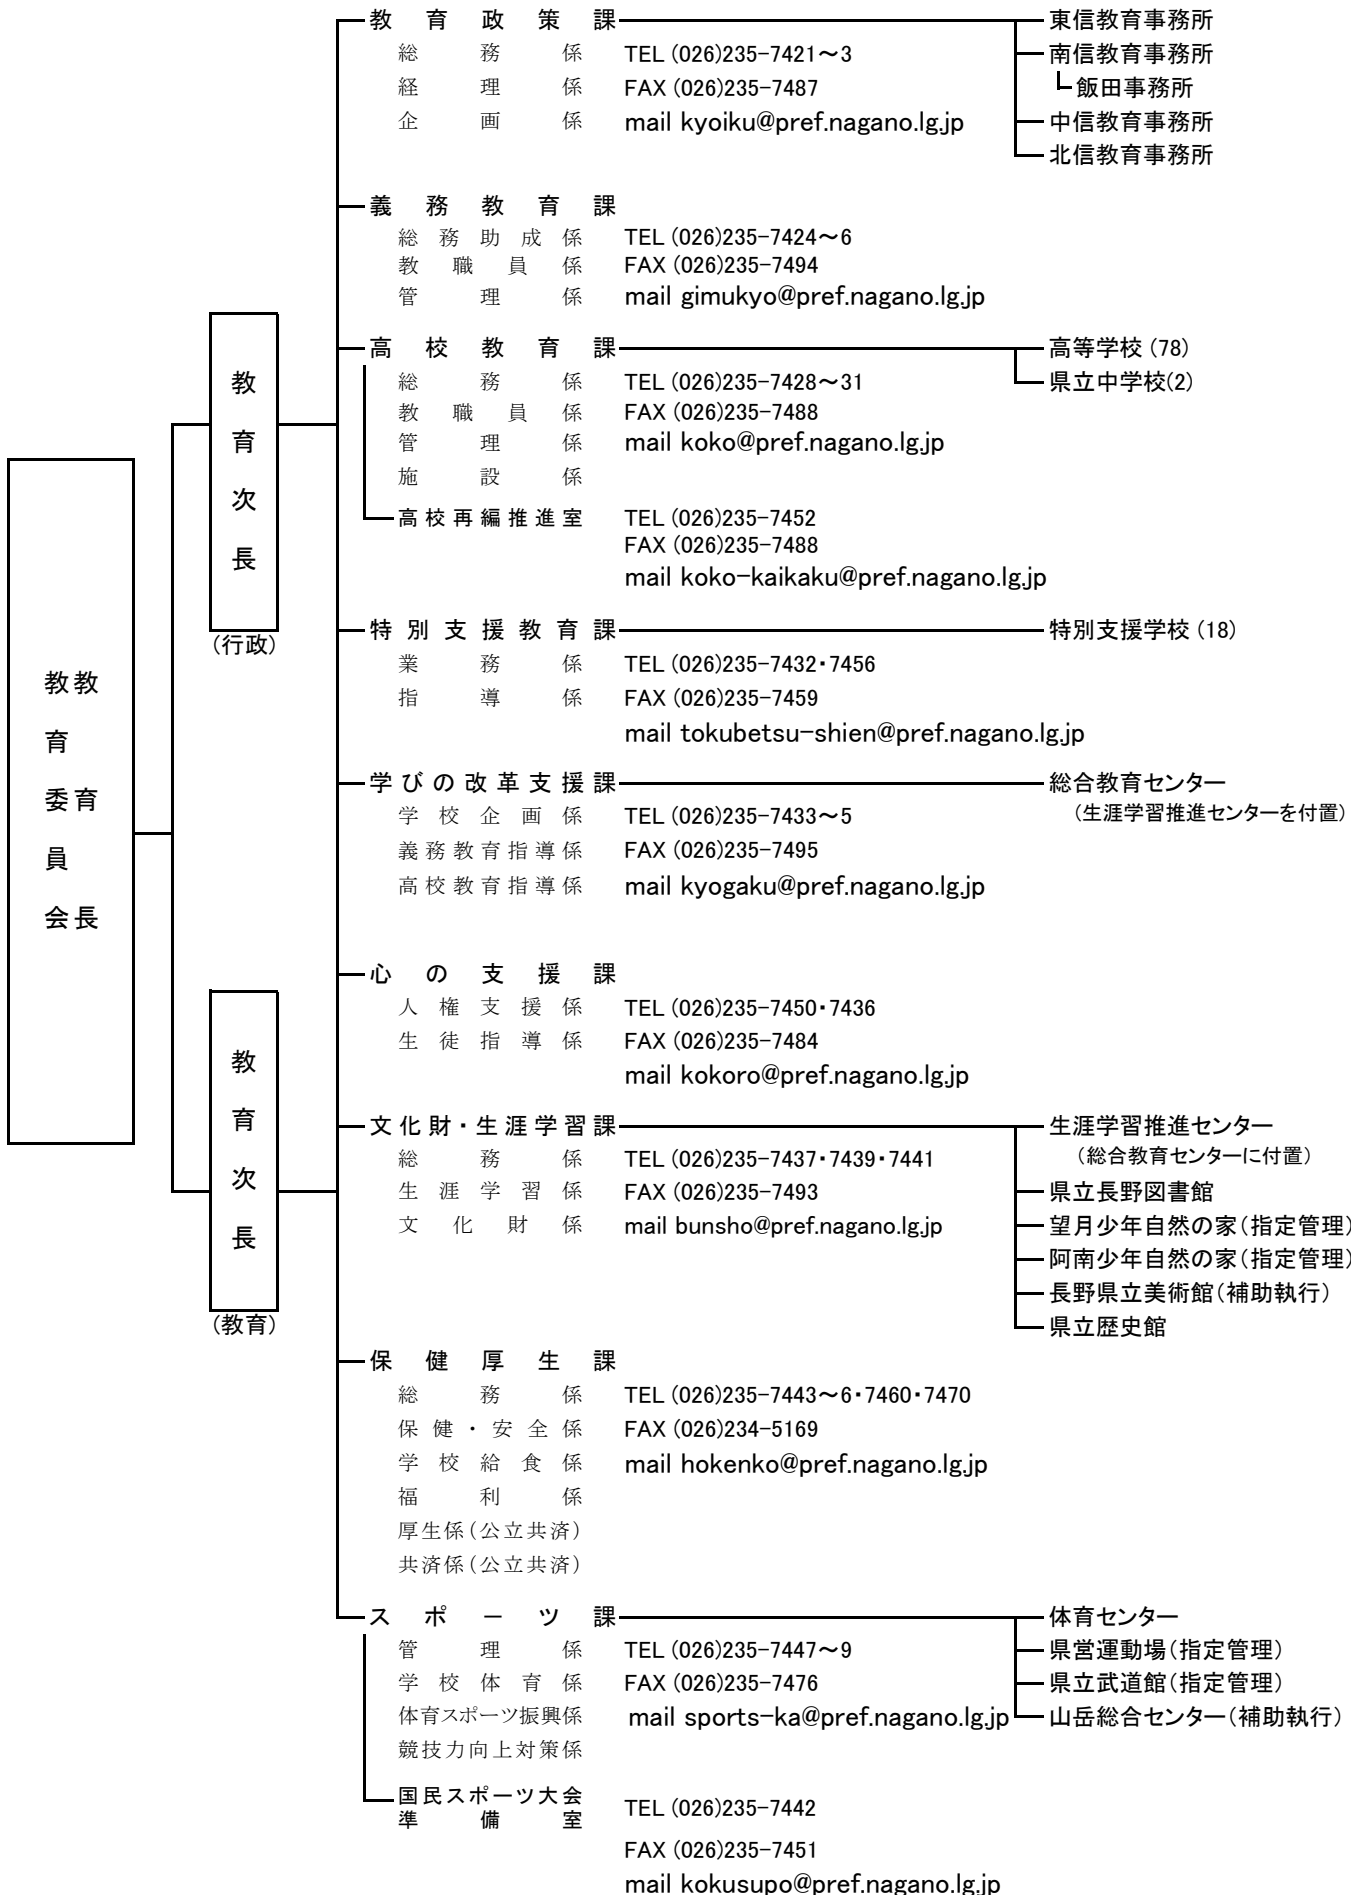 教育長
教育委員会
教育次長
(行政)
教育次長
(教育)
教育政策課
総務係 TEL (026)235-7421～3
経理係 FAX (026)235-7487
企画係 mail kyoiku@pref.nagano.lg.jp
東信教育事務所
南信教育事務所
飯田事務所
中信教育事務所
北信教育事務所
義務教育課
総務助成係 TEL (026)235-7424～6
教職員係 FAX (026)235-7494
管理係 mail gimukyo@pref.nagano.lg.jp
高校教育課
総務係 TEL (026)235-7428～31
教職員係 FAX (026)235-7488
管理係 mail koko@pref.nagano.lg.jp
施設係
高等学校 (78)
県立中学校(2)
高校再編推進室 TEL (026)235-7452
FAX (026)235-7488
mail koko-kaikaku@pref.nagano.lg.jp
特別支援教育課 特別支援学校 (18)
業務係 TEL (026)235-7432・7456
指導係 FAX (026)235-7459
mail tokubetsu-shien@pref.nagano.lg.jp
学びの改革支援課 総合教育センター
(生涯学習推進センターを付置)
学校企画係 TEL (026)235-7433～5
義務教育指導係 FAX (026)235-7495
高校教育指導係 mail kyogaku@pref.nagano.lg.jp
心の支援課
人権支援係 TEL (026)235-7450・7436
生徒指導係 FAX (026)235-7484
mail kokoro@pref.nagano.lg.jp
文化財・生涯学習課
総務係 TEL (026)235-7437・7439・7441
生涯学習係 FAX (026)235-7493
文化財係 mail bunsho@pref.nagano.lg.jp
生涯学習推進センター
(総合教育センターに付置)
県立長野図書館
望月少年自然の家(指定管理)
阿南少年自然の家(指定管理)
長野県立美術館(補助執行)
県立歴史館
保健厚生課
総務係 TEL (026)235-7443～6・7460・7470
保健・安全係 FAX (026)234-5169
学校給食係 mail hokenko@pref.nagano.lg.jp
福利係
厚生係(公立共済)
共済係(公立共済)
スポーツ課
管理係 TEL (026)235-7447～9
学校体育係 FAX (026)235-7476
体育スポーツ振興係 mail sports-ka@pref.nagano.lg.jp
競技力向上対策係
体育センター
県営運動場(指定管理)
県立武道館(指定管理)
山岳総合センター(補助執行)
国民スポーツ大会
準備室 TEL (026)235-7442
FAX (026)235-7451
mail kokusupo@pref.nagano.lg.jp